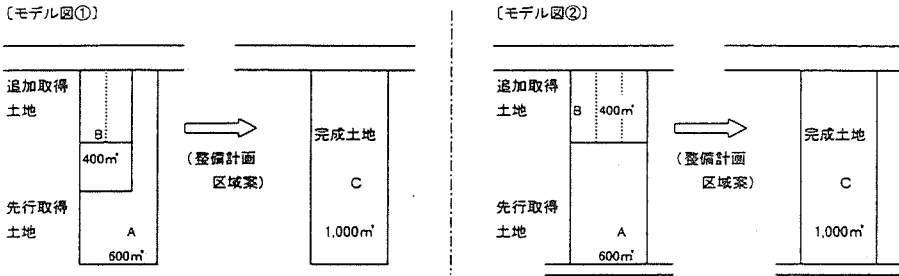 〔モデル図①〕
追加取得
土地
B
400㎡
先行取得
土地
A
600㎡
(整備計画
区域案)
完成土地
C
1,000㎡
〔モデル図②〕
追加取得
土地
B
400㎡
先行取得
土地
A
600㎡
(整備計画
区域案)
完成土地
C
1,000㎡